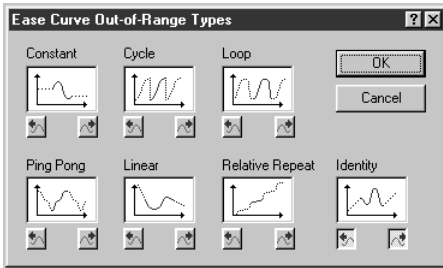 Ease Curve Out-of-Range Types
Constant Cycle Loop
OK
Cancel
Ping Pong Linear Relative Repeat Identity